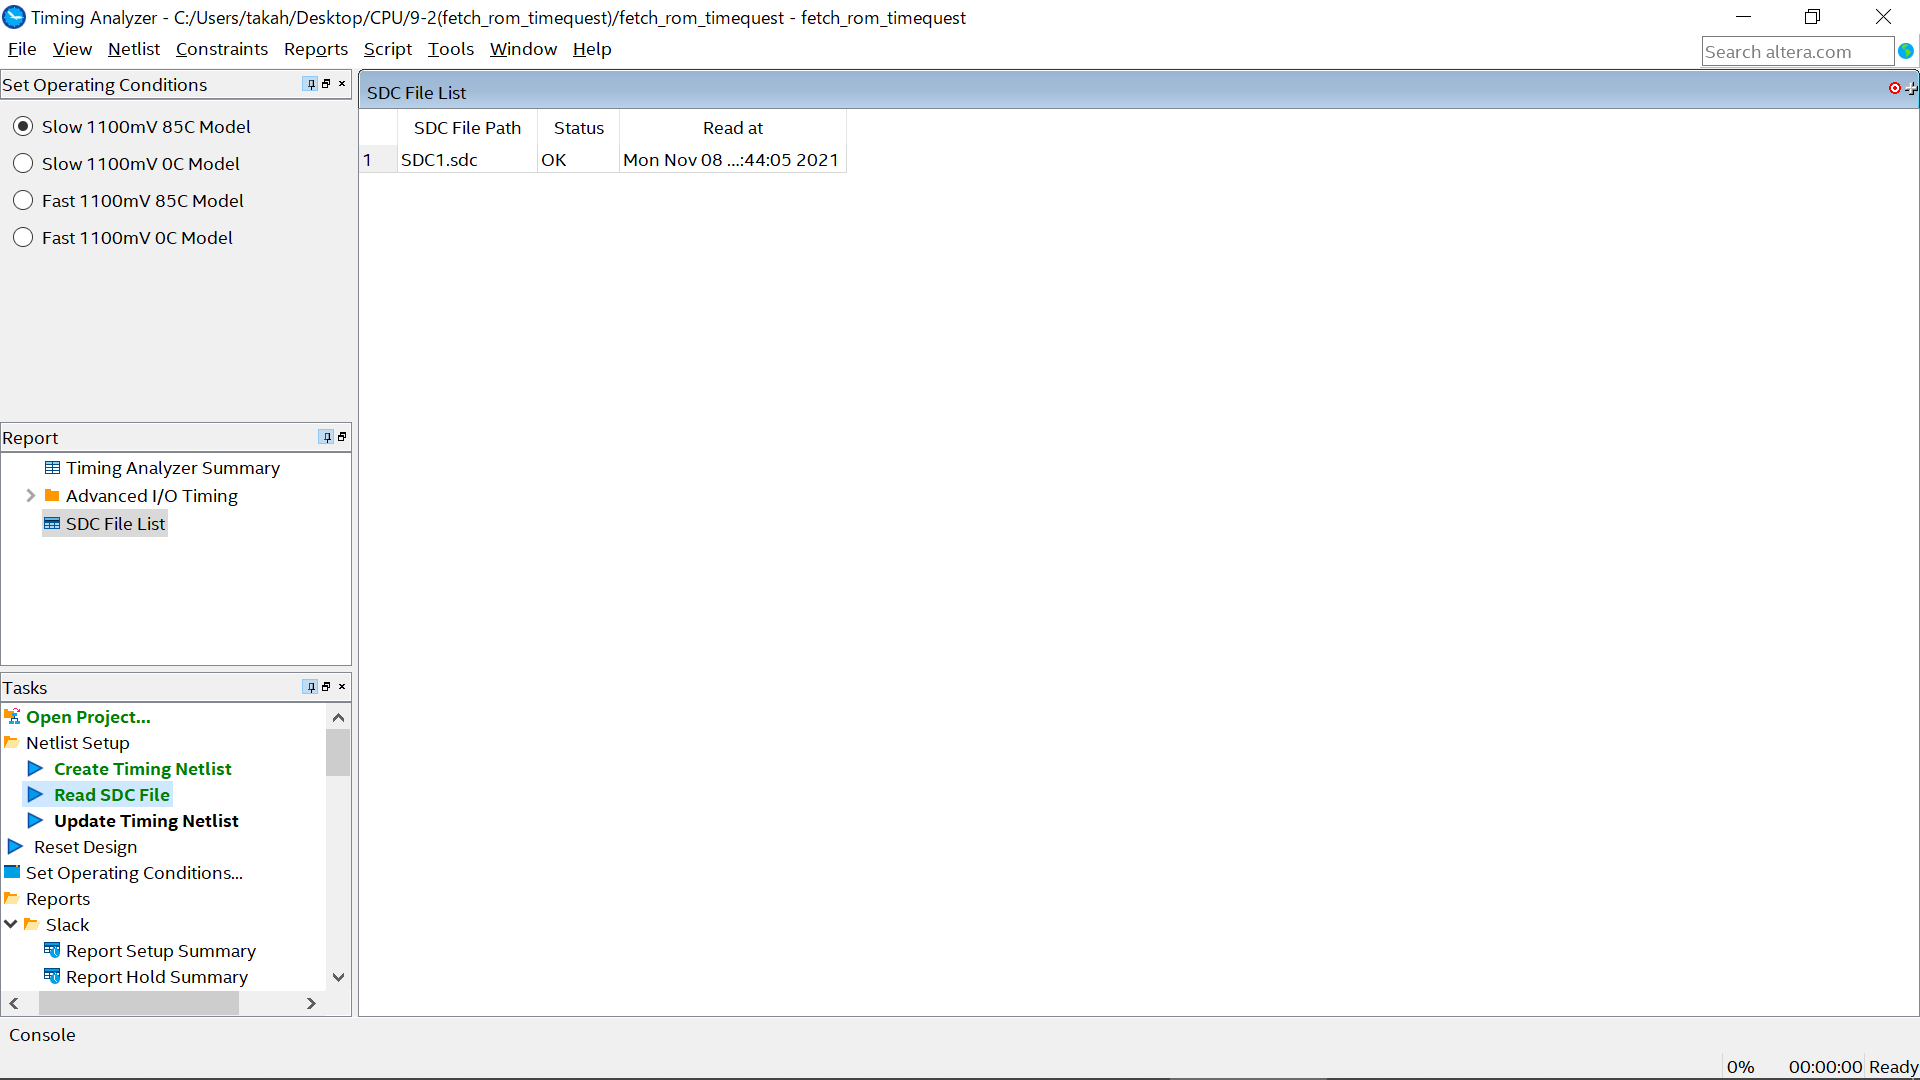 Timing Analyzer - C:/Users/takah/Desktop/CPU/9-2(fetch_rom_timequest)/fetch_rom_timequest - fetch_rom_timequest
File View Netlist Constraints Reports Script Tools Window Help
Search altera.com
Set Operating Conditions
Slow 1100mV 85C Model
Slow 1100mV 0C Model
Fast 1100mV 85C Model
Fast 1100mV 0C Model
Report
Timing Analyzer Summary
Advanced I/O Timing
SDC File List
Tasks
Open Project...
Netlist Setup
Create Timing Netlist
Read SDC File
Update Timing Netlist
Reset Design
Set Operating Conditions...
Reports
Slack
Report Setup Summary
Report Hold Summary
SDC File List
SDC File Path Status Read at
1 SDC1.sdc OK Mon Nov 08 ...:44:05 2021
Console
0% 00:00:00 Ready